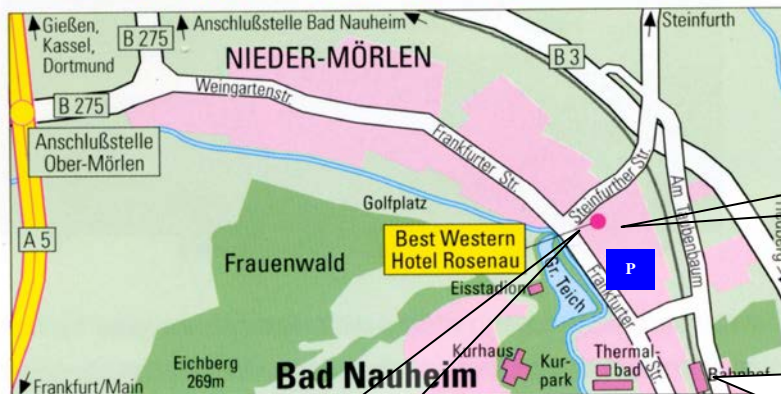 Gießen,
Kassel,
Dortmund
B 275
Anschlußstelle Bad Nauheim
Steinfurth
NIEDER-MÖRLEN
B 3
Weingartenstr.
B 275
Anschlußstelle
Ober-Mörlen
Frankfurter Str.
Steinfurther Str.
Am Taubenbaum
Golfplatz
A 5
Best Western
Hotel Rosenau
P
Frauenwald
Eisstadion
Gr. Teich
Frankfurter
Str.
Eichberg
269m
Bad Nauheim
Kurhaus
Kur-
park
Thermal-
bad
Bahnhof
Frankfurt/Main